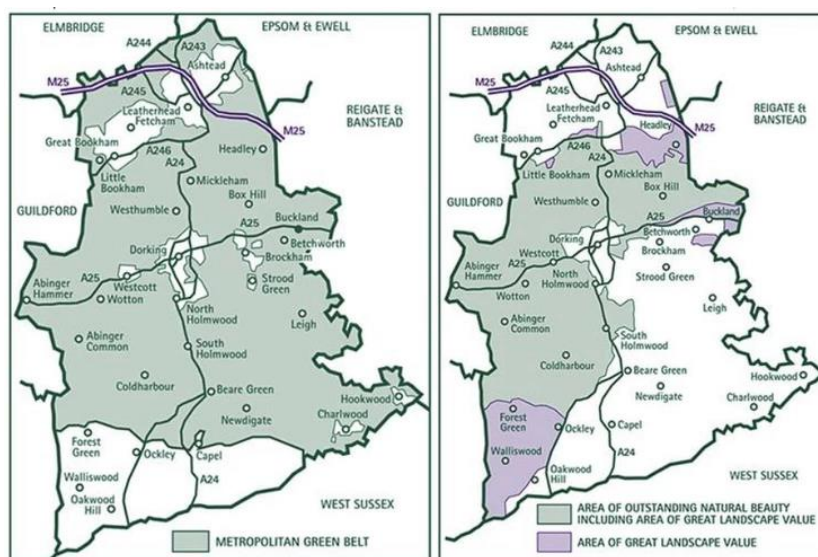 ELMBRIDGE
EPSOM & EWELL
A244
A243
Ashtead
M25
A245
Leatherhead
Fetcham
REIGATE &
BANSTEAD
Great Bookham
M25
A246
A24
Headley
Little
Bookham
Mickleham
Box Hill
GUILDFORD
Westhumble
A25
Buckland
Dorking
Betchworth
Brockham
Abinger
Hammer
A25
Westcott
Wotton
Strood
Green
North
Holmwood
Leigh
Abinger
Common
South
Holmwood
Coldharbour
Beare Green
Hookwood
Newdigate
Charlwood
Forest
Green
Ockley
Capel
Walliswood
A24
Oakwood
Hill
WEST SUSSEX
METROPOLITAN GREEN BELT
ELMBRIDGE
EPSOM & EWELL
A244
A243
Ashtead
M25
A245
Leatherhead
Fetcham
REIGATE &
BANSTEAD
Great Bookham
Headley
M25
A246
A24
Little Bookham
Mickleham
Box Hill
GUILDFORD
Westhumble
A25
Buckland
Dorking
Betchworth
Westcott
Brockham
Abinger
Hammer
A25
Strood Green
Wotton
North
Holmwood
Leigh
Abinger
Common
South
Holmwood
Coldharbour
Beare Green
Hookwood
Newdigate
Charlwood
Forest
Green
Ockley
Capel
Walliswood
A24
Oakwood
Hill
WEST SUSSEX
AREA OF OUTSTANDING NATURAL BEAUTY
INCLUDING AREA OF GREAT LANDSCAPE VALUE
AREA OF GREAT LANDSCAPE VALUE